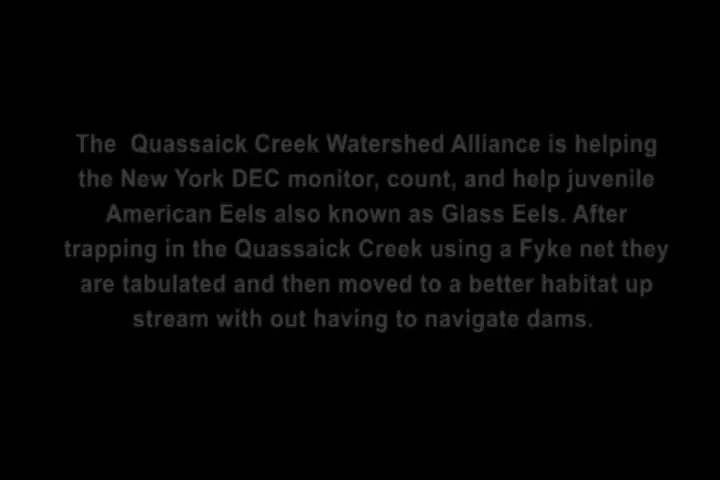 The  Quassaick Creek Watershed Alliance is helping
the New York DEC monitor, count, and help juvenile
American Eels also known as Glass Eels. After
trapping in the Quassaick Creek using a Fyke net they
are tabulated and then moved to a better habitat up
stream with out having to navigate dams.